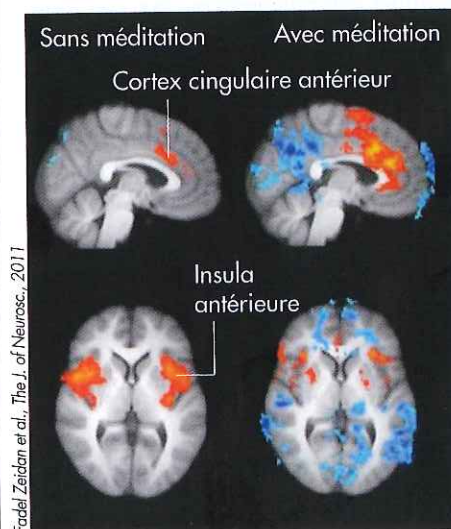 Sans méditation
Avec méditation
Cortex cingulaire antérieur
Insula
antérieure
Fadel Zeidan et al., The J. of Neurosc., 2011